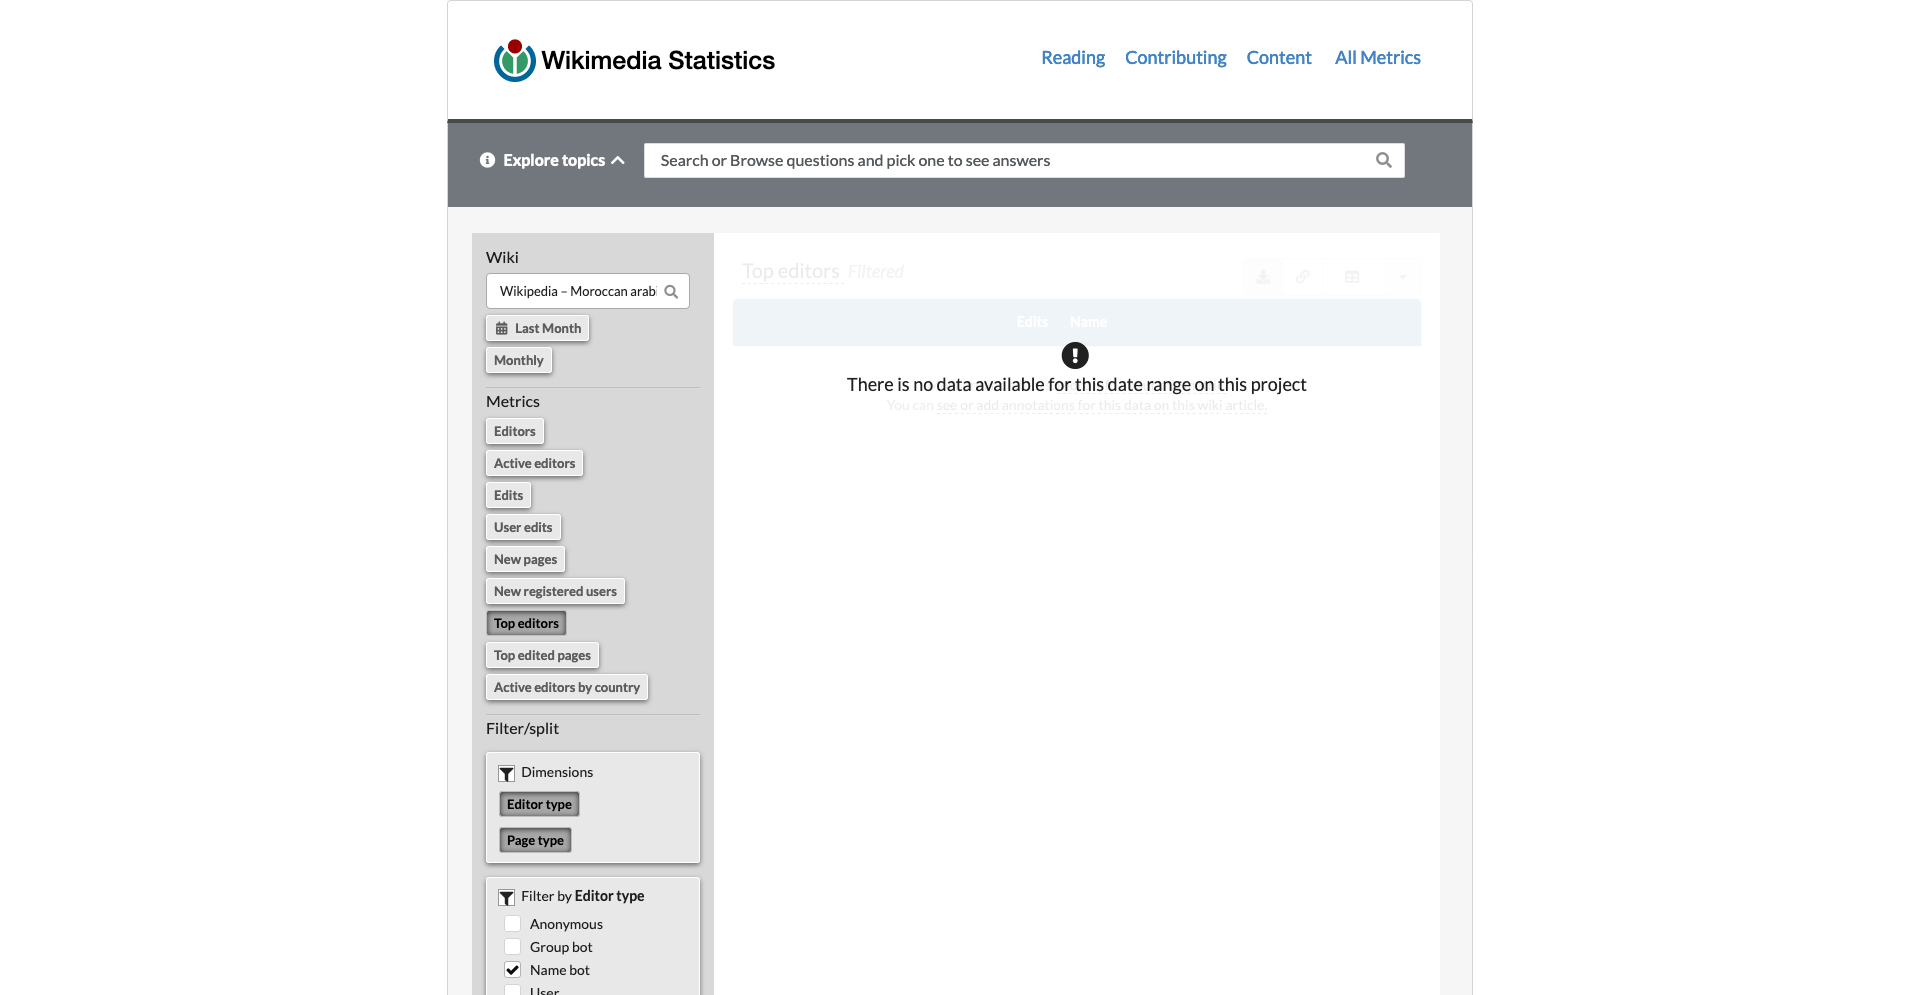 Wikimedia Statistics
Reading Contributing Content All Metrics
Explore topics
Search or Browse questions and pick one to see answers
Wiki
Wikipedia – Moroccan arabi
Last Month
Monthly
Metrics
Editors
Active editors
Edits
User edits
New pages
New registered users
Top editors
Top edited pages
Active editors by country
Filter/split
Dimensions
Editor type
Page type
Filter by Editor type
Anonymous
Group bot
Name bot
User
Top editors Filtered
Edits Name
There is no data available for this date range on this project
You can see or add annotations for this data on this wiki article.